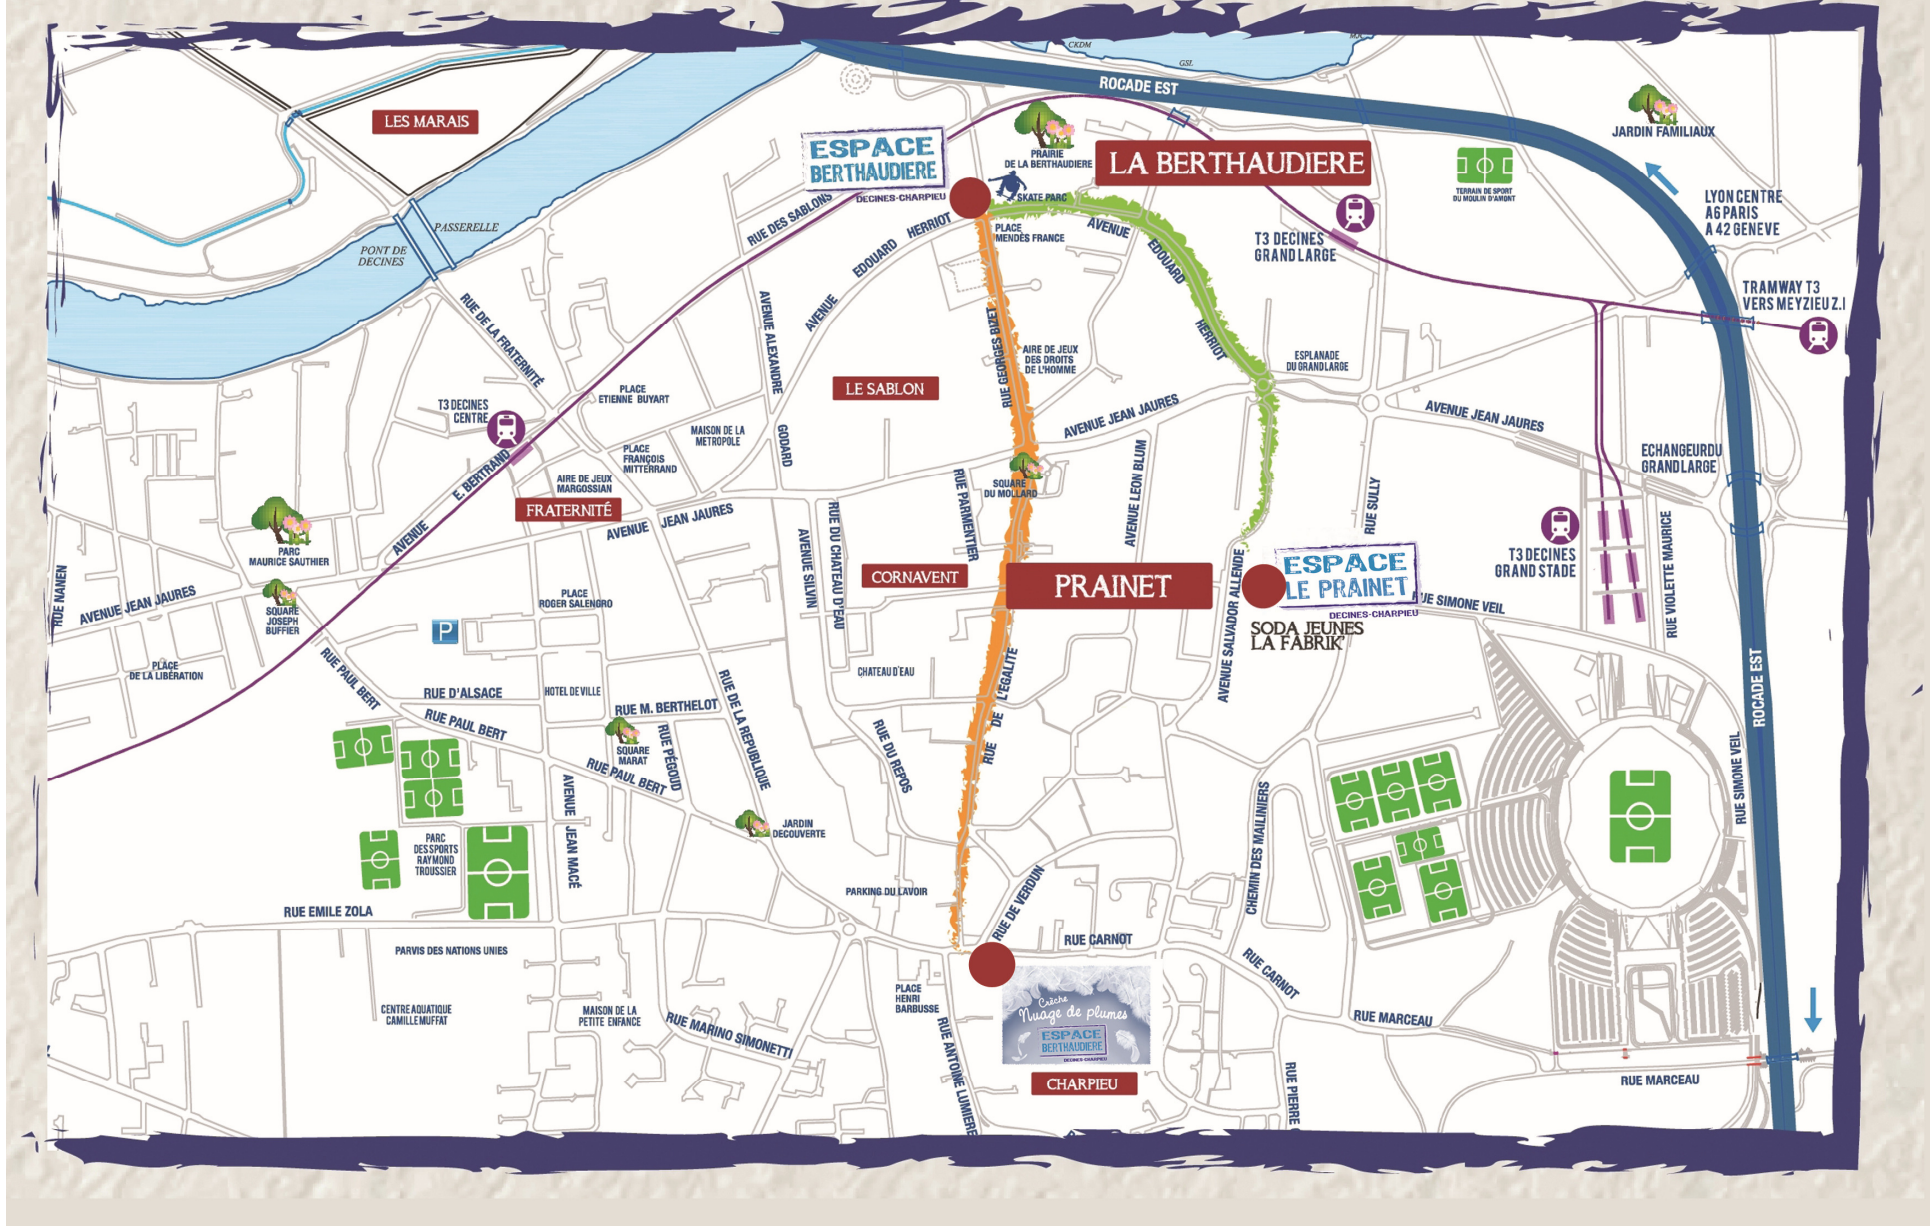 CKDM
GSL
ROCADE EST
LES MARAIS
JARDIN FAMILIAUX
ESPACE
BERTHAUDIERE
DECINES-CHARPIEU
PRAIRIE
DE LA BERTHAUDIERE
LA BERTHAUDIERE
SKATE PARC
TERRAIN DE SPORT
DU MOULIN D'AMONT
LYON CENTRE
A6 PARIS
A 42 GENEVE
PASSERELLE
PONT DE
DECINES
RUE DES SABLONS
AVENUE EDOUARD HERRIOT
PLACE
MENDÈS FRANCE
AVENUE EDOUARD HERRIOT
T3 DECINES
GRAND LARGE
TRAMWAY T3
VERS MEYZIEU Z.I
RUE DE LA FRATERNITÉ
AVENUE ALEXANDRE GODARD
RUE GEORGES BIZET
AIRE DE JEUX
DES DROITS
DE L'HOMME
ESPLANADE
DU GRAND LARGE
LE SABLON
PLACE
ETIENNE BUYART
T3 DECINES
CENTRE
AVENUE JEAN JAURES
AVENUE JEAN JAURES
MAISON DE LA
METROPOLE
PLACE
FRANÇOIS
MITTERRAND
AVENUE E. BERTRAND
AIRE DE JEUX
MARGOSSIAN
FRATERNITÉ
AVENUE JEAN JAURES
RUE PARMENTIER
SQUARE
DU MOLLARD
AVENUE LEON BLUM
RUE SULLY
ECHANGEUR DU
GRAND LARGE
PARC
MAURICE SAUTHIER
AVENUE SILVIN
RUE DU CHATEAU D'EAU
CORNAVENT
PRAINET
AVENUE SALVADOR ALLENDE
ESPACE
LE PRAINET
DECINES-CHARPIEU
SODA JEUNES
LA FABRIK'
RUE SIMONE VEIL
T3 DECINES
GRAND STADE
RUE VIOLETTE MAURICE
RUE NANSEN
AVENUE JEAN JAURES
SQUARE
JOSEPH
BUFFIER
PLACE
ROGER SALENGRO
P
PLACE
DE LA LIBÉRATION
RUE PAUL BERT
RUE D'ALSACE
HOTEL DE VILLE
RUE M. BERTHELOT
RUE DE LA REPUBLIQUE
CHATEAU D'EAU
RUE DE L'EGALITÉ
ROCADE EST
RUE PAUL BERT
SQUARE
MARAT
RUE PÉGOUD
RUE PAUL BERT
RUE DU REPOS
RUE SIMONE VEIL
AVENUE JEAN MACÉ
JARDIN
DECOUVERTE
CHEMIN DES MAILINIERS
PARC
DES SPORTS
RAYMOND
TROUSSIER
PARKING DU LAVOIR
RUE DE VERDUN
RUE EMILE ZOLA
RUE CARNOT
RUE CARNOT
PARVIS DES NATIONS UNIES
CENTRE AQUATIQUE
CAMILLE MUFFAT
MAISON DE LA
PETITE ENFANCE
RUE MARINO SIMONETTI
PLACE
HENRI
BARBUSSE
RUE ANTOINE LUMIERE
Crèche
Nuage de plumes
ESPACE
BERTHAUDIERE
DECINES-CHARPIEU
CHARPIEU
RUE MARCEAU
RUE PIERRE
RUE MARCEAU